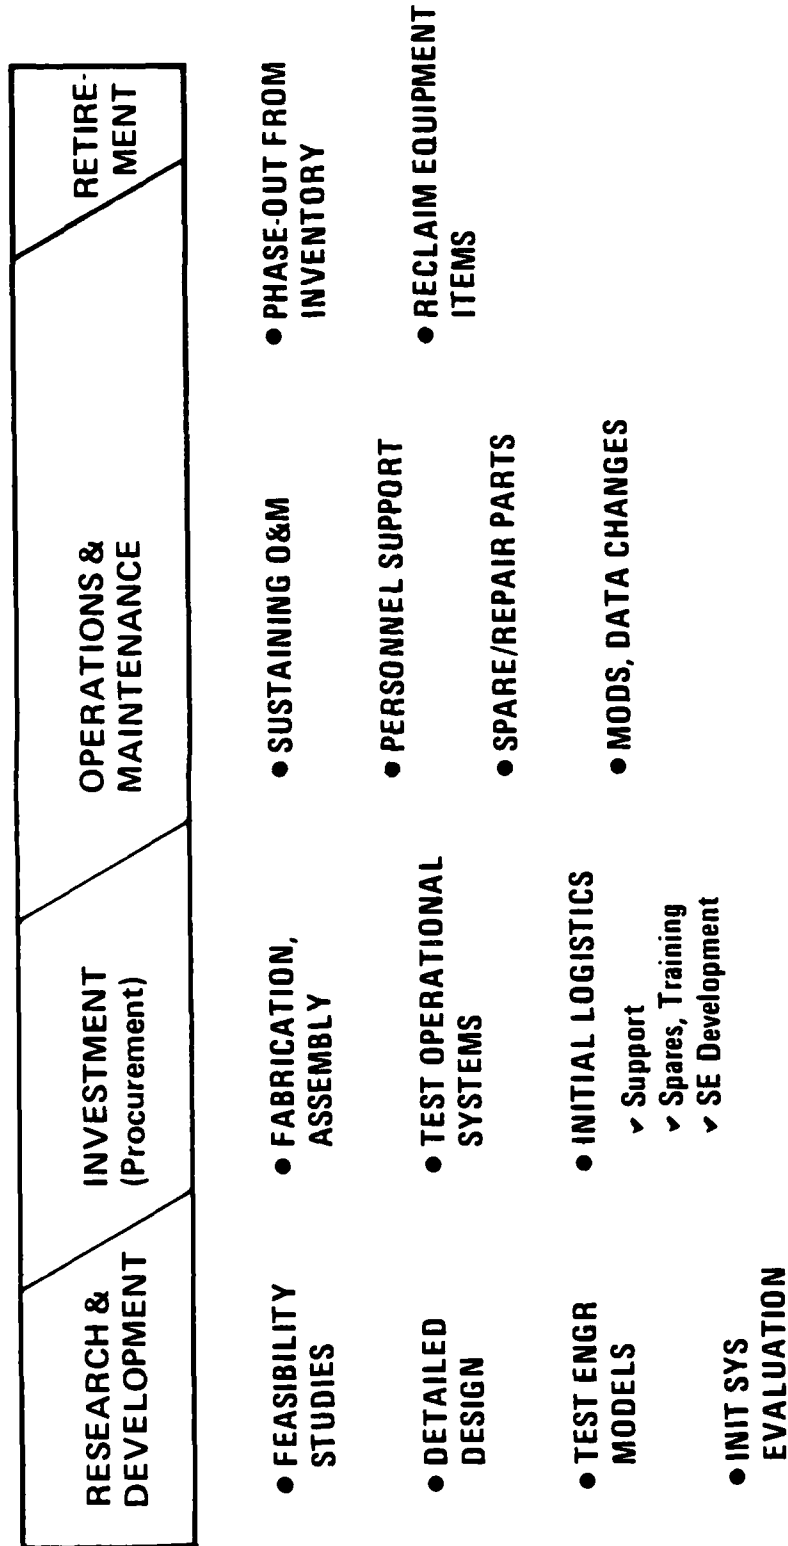 RESEARCH &
DEVELOPMENT
INVESTMENT
(Procurement)
OPERATIONS &
MAINTENANCE
RETIRE-
MENT
● FEASIBILITY
STUDIES
● DETAILED
DESIGN
● TEST ENGR
MODELS
● INIT SYS
EVALUATION
● FABRICATION,
ASSEMBLY
● TEST OPERATIONAL
SYSTEMS
● INITIAL LOGISTICS
✓ Support
✓ Spares, Training
✓ SE Development
● SUSTAINING O&M
● PERSONNEL SUPPORT
● SPARE/REPAIR PARTS
● MODS, DATA CHANGES
● PHASE-OUT FROM
INVENTORY
● RECLAIM EQUIPMENT
ITEMS